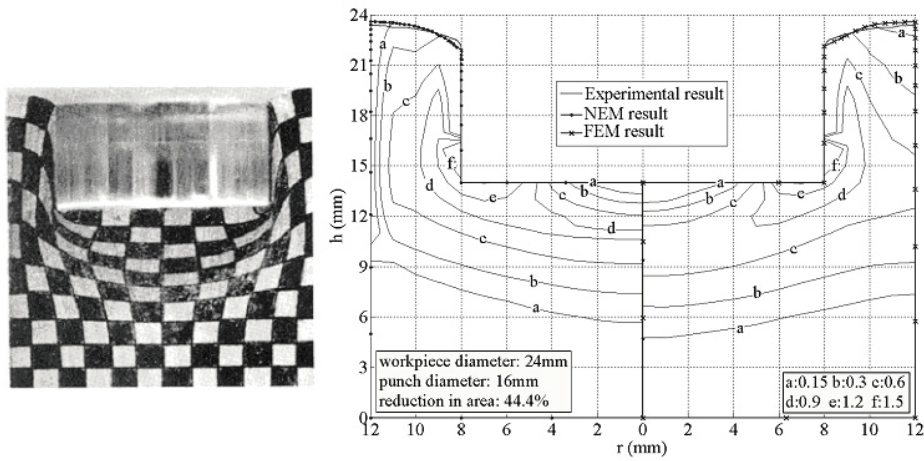 24
21
18
15
12
9
6
3
0
h (mm)
12 10 8 6 4 2 0 2 4 6 8 10 12
r (mm)
Experimental result
NEM result
FEM result
a
b
c
f:
d
e
a
b
c
d
c
b
a
a
b
c
f:
d
e
c
b
a
workpiece diameter: 24mm
punch diameter: 16mm
reduction in area: 44.4%
a:0.15 b:0.3 c:0.6
d:0.9 e:1.2 f:1.5